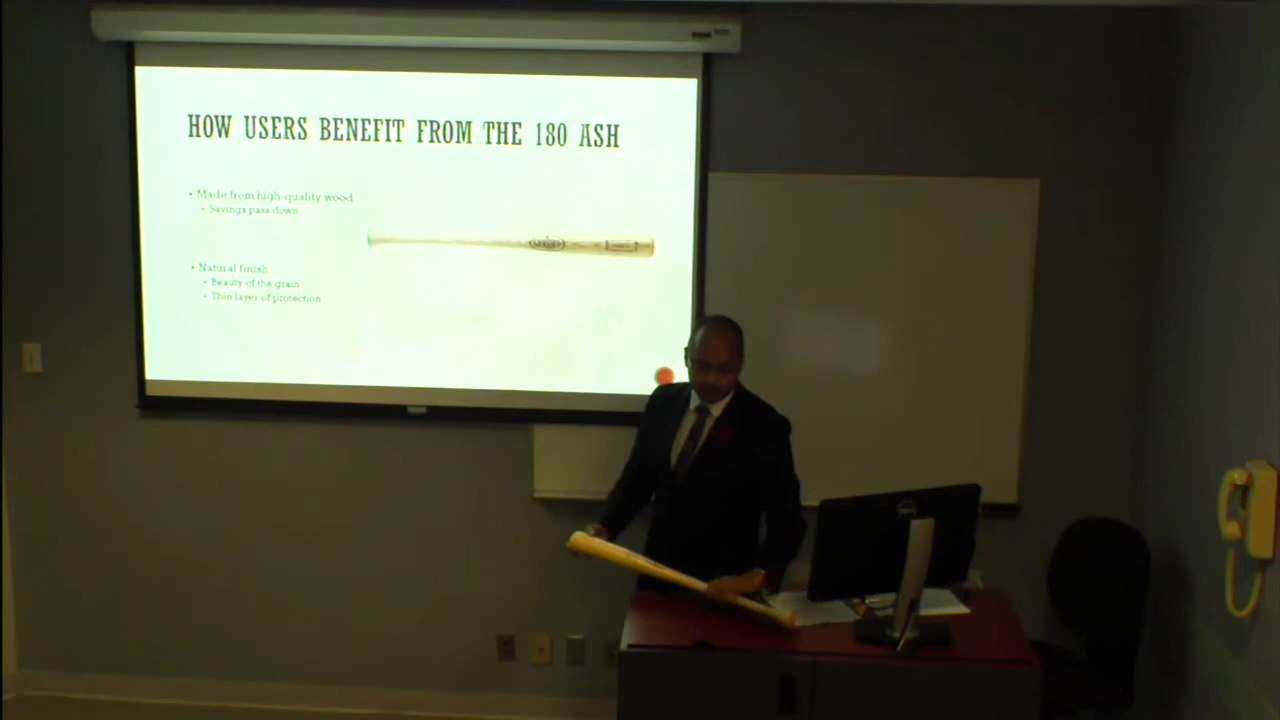 HOW USERS BENEFIT FROM THE 180 ASH
• Made from high-quality wood
• Savings pass down
• Natural finish
• Beauty of the grain
• Thin layer of protection